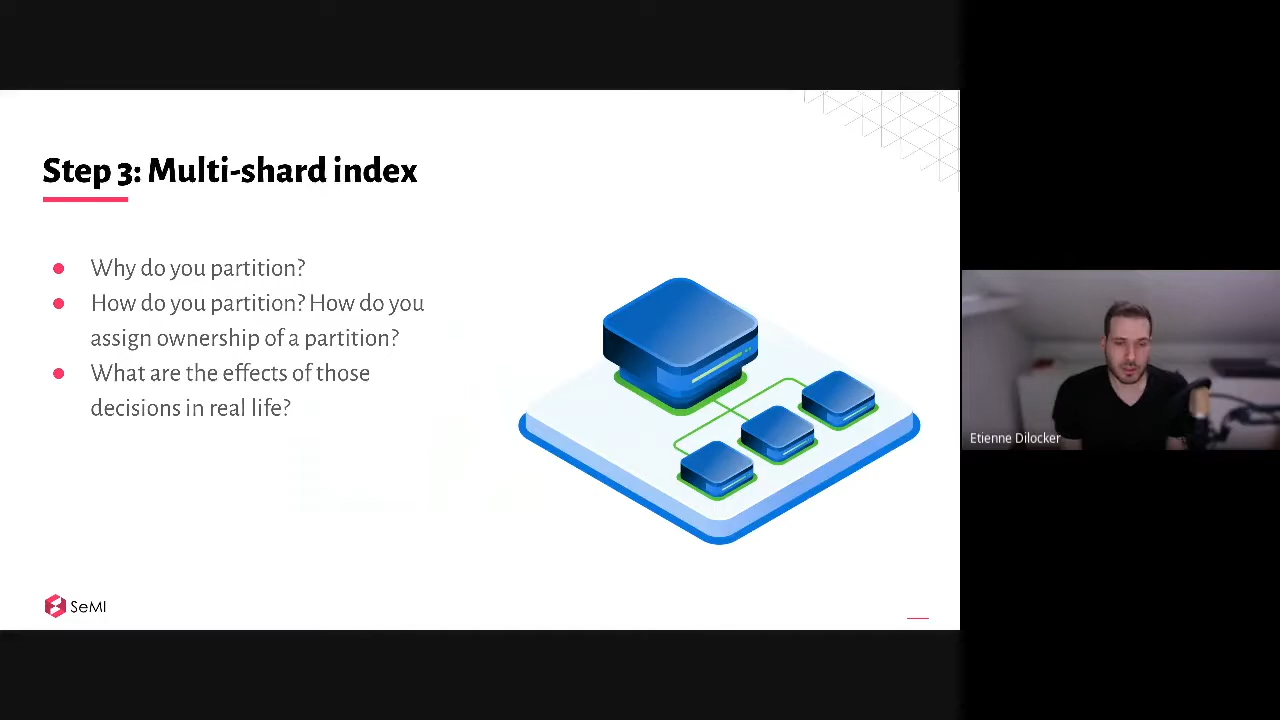 Step 3: Multi-shard index
Why do you partition?
How do you partition? How do you
assign ownership of a partition?
What are the effects of those
decisions in real life?
SeMI
Etienne Dilocker